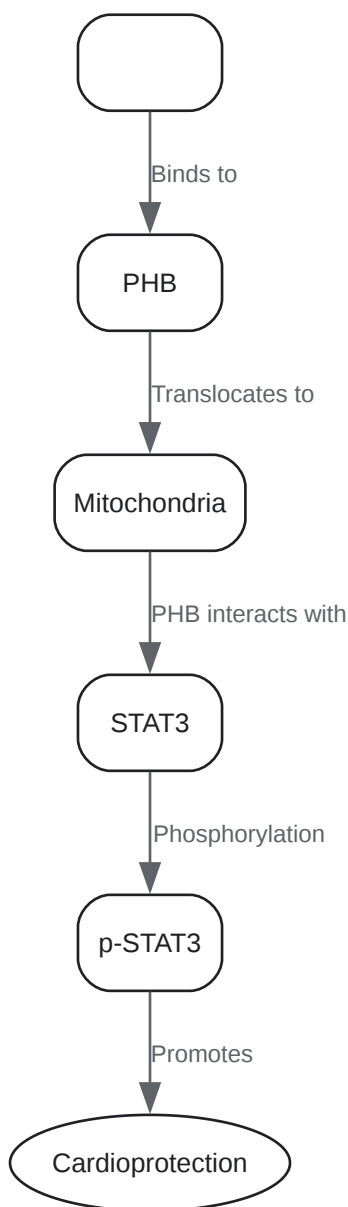 Binds to
PHB
Translocates to
Mitochondria
PHB interacts with
STAT3
Phosphorylation
p-STAT3
Promotes
Cardioprotection